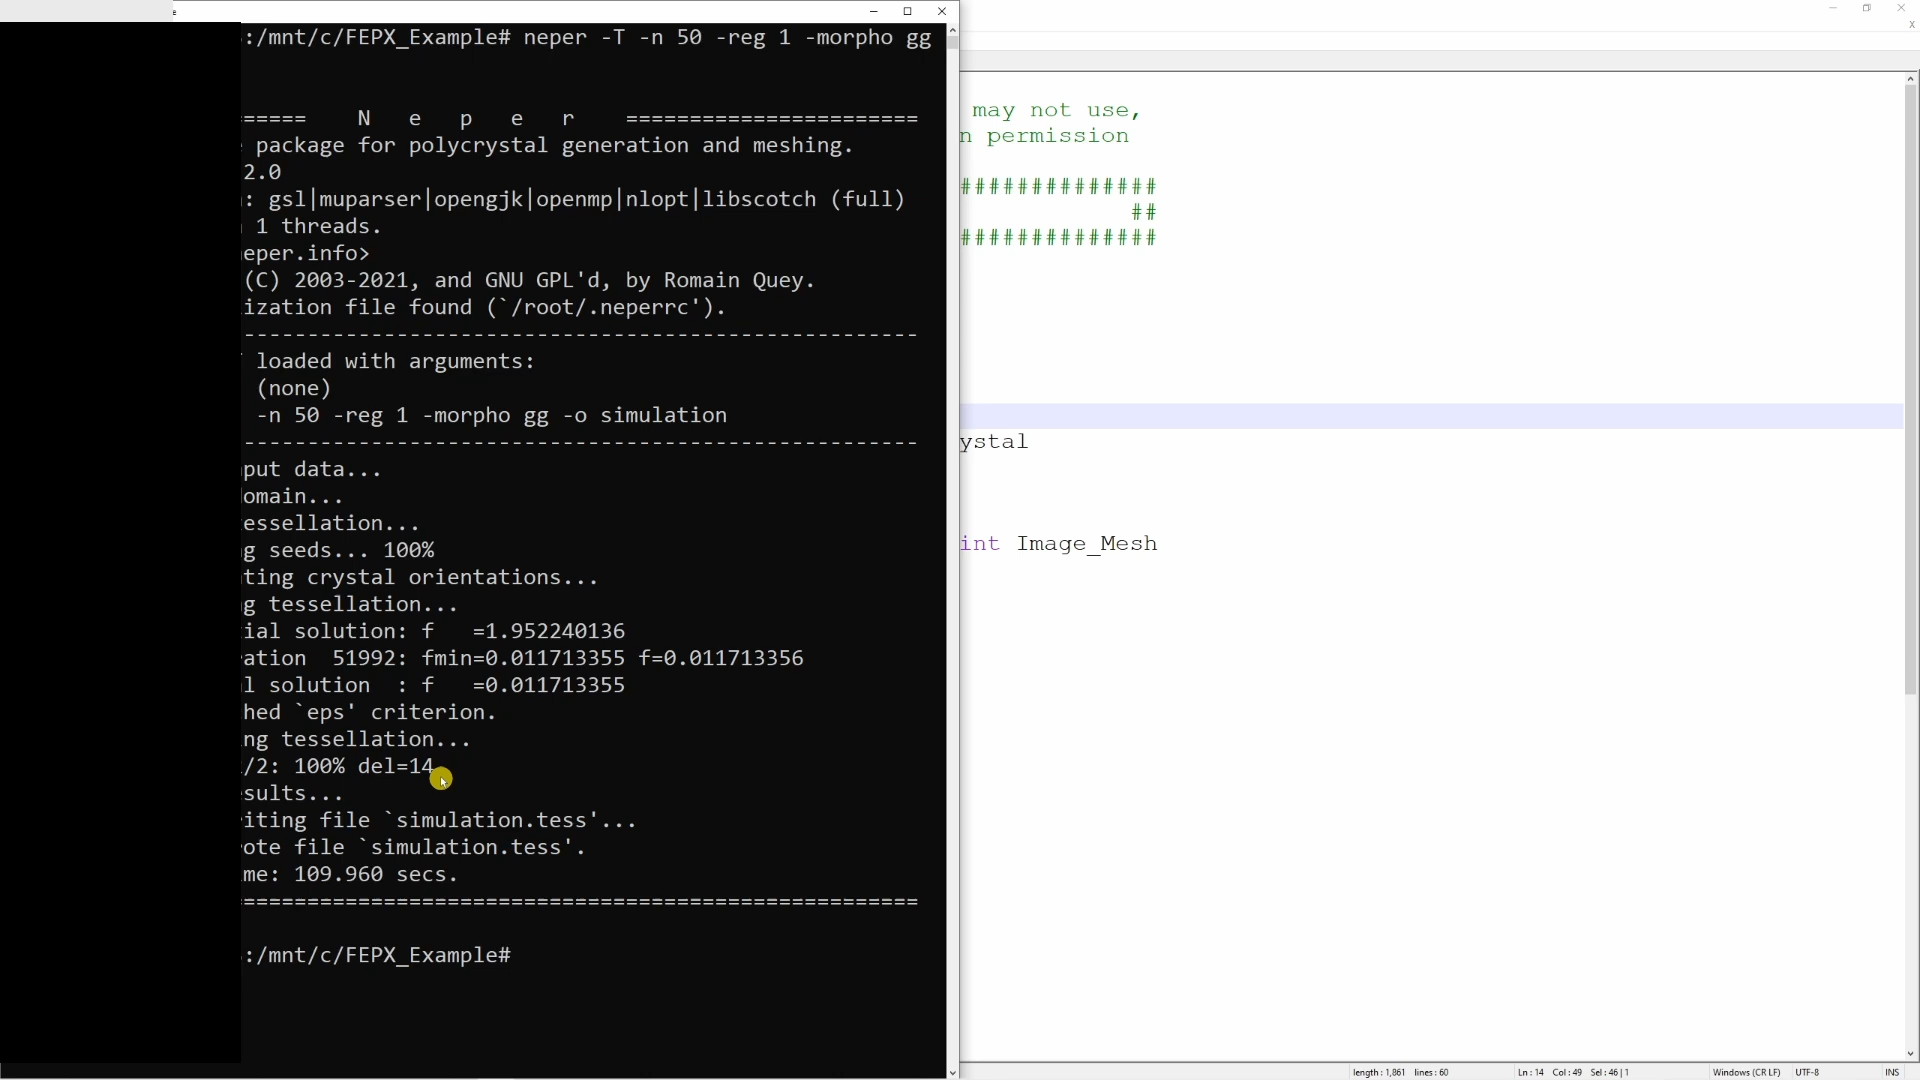 :/mnt/c/FEPX_Example# neper -T -n 50 -reg 1 -morpho gg
===== N e p e r =======================
package for polycrystal generation and meshing.
2.0
: gsl|muparser|opengjk|openmp|nlopt|libscotch (full)
1 threads.
eper.info>
(C) 2003-2021, and GNU GPL'd, by Romain Quey.
ization file found (`/root/.neperrc').
-----------------------------------------------------
loaded with arguments:
(none)
-n 50 -reg 1 -morpho gg -o simulation
-----------------------------------------------------
put data...
omain...
essellation...
g seeds... 100%
ting crystal orientations...
g tessellation...
ial solution: f   =1.952240136
ation  51992: fmin=0.011713355 f=0.011713356
l solution  : f   =0.011713355
hed `eps' criterion.
ng tessellation...
/2: 100% del=14
sults...
iting file `simulation.tess'...
ote file `simulation.tess'.
me: 109.960 secs.
=====================================================
:/mnt/c/FEPX_Example#
may not use,
n permission
##############
##
##############
ystal
int Image_Mesh
length : 1,861 lines : 60
Ln : 14 Col : 49 Sel : 46 | 1
Windows (CR LF)
UTF-8
INS